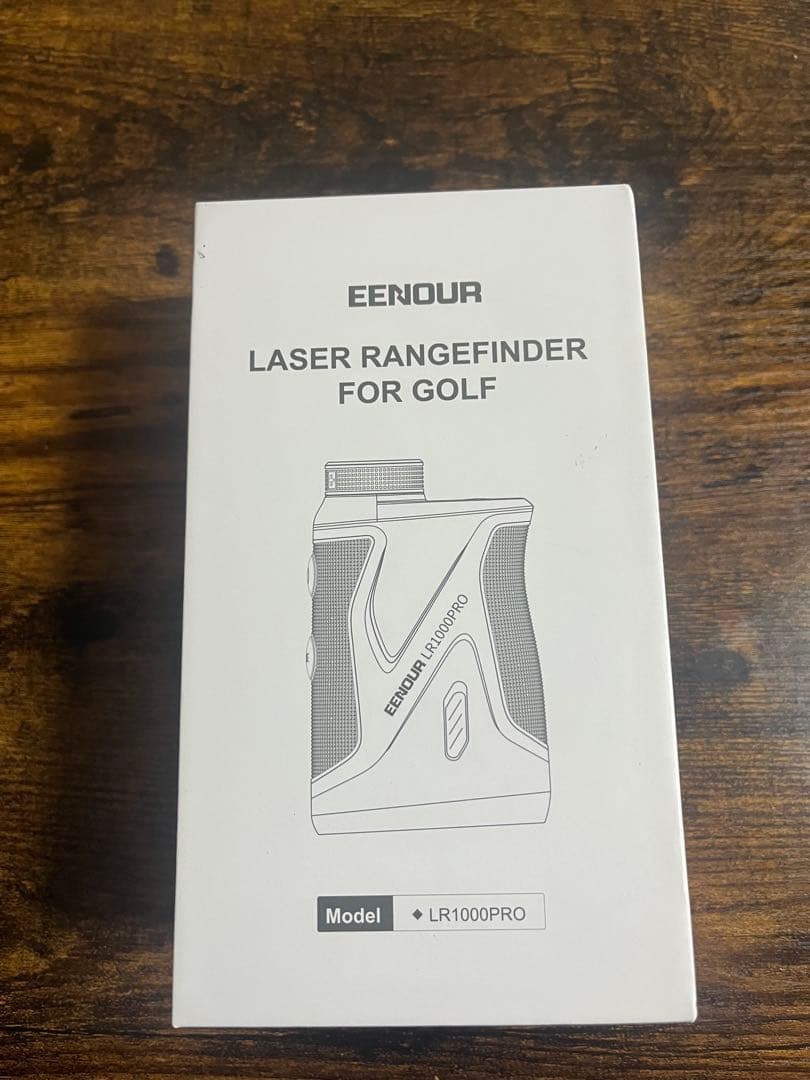 EENOUR
LASER RANGEFINDER
FOR GOLF
EENOUR LR1000PRO
Model ◆ LR1000PRO